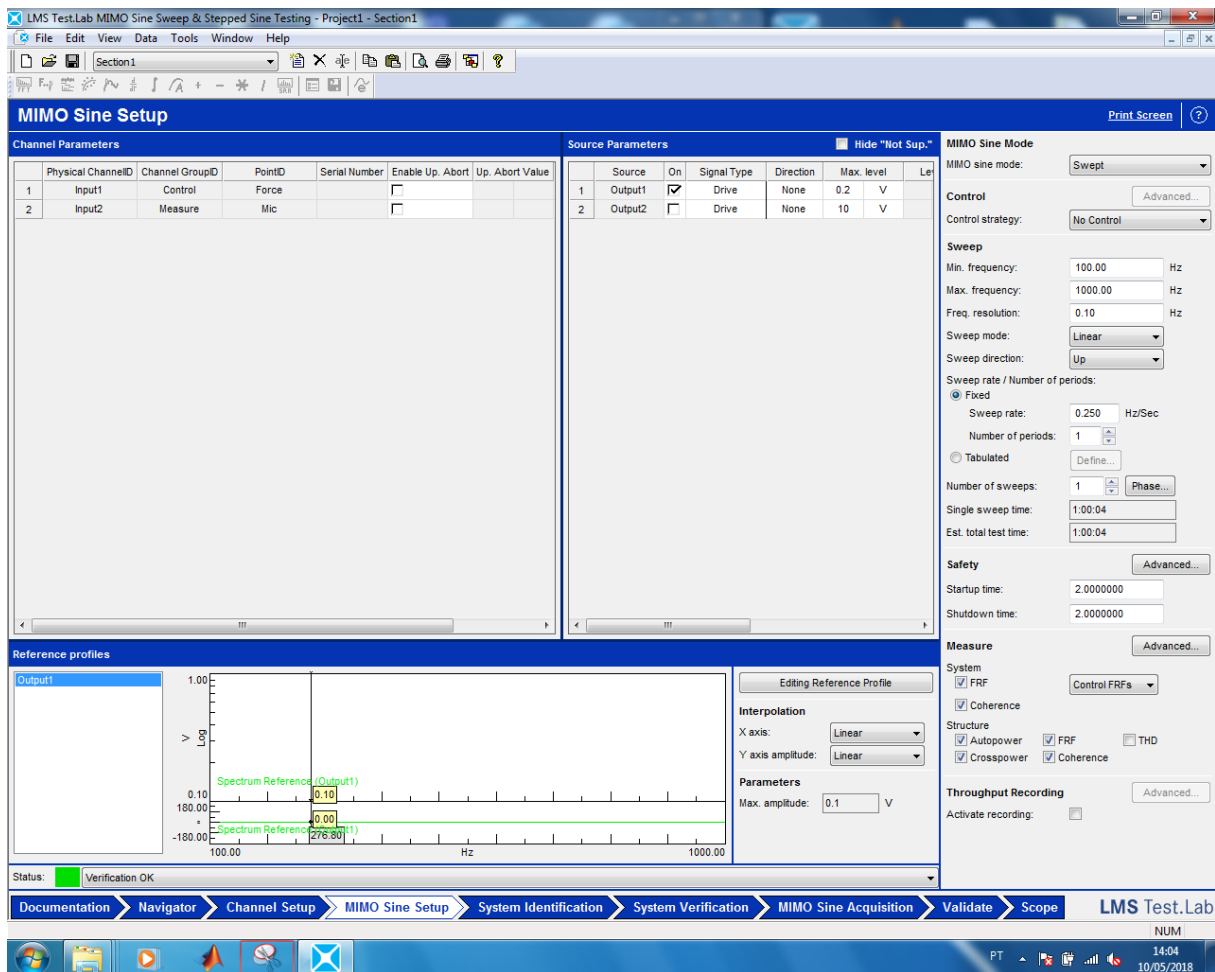 LMS Test.Lab MIMO Sine Sweep & Stepped Sine Testing - Project1 - Section1
File Edit View Data Tools Window Help
Section1
MIMO Sine Setup
Print Screen
Channel Parameters
Physical ChannelID Channel GroupID PointID Serial Number Enable Up. Abort Up. Abort Value
1 Input1 Control Force
2 Input2 Measure Mic
Source Parameters Hide "Not Sup."
Source On Signal Type Direction Max. level
1 Output1 Drive None 0.2 V
2 Output2 Drive None 10 V
MIMO Sine Mode
MIMO sine mode: Swept
Control Advanced...
Control strategy: No Control
Sweep
Min. frequency: 100.00 Hz
Max. frequency: 1000.00 Hz
Freq. resolution: 0.10 Hz
Sweep mode: Linear
Sweep direction: Up
Sweep rate / Number of periods:
Fixed
Sweep rate: 0.250 Hz/Sec
Number of periods: 1
Tabulated Define...
Number of sweeps: 1 Phase...
Single sweep time: 1:00:04
Est. total test time: 1:00:04
Safety Advanced...
Startup time: 2.0000000
Shutdown time: 2.0000000
Measure Advanced...
System
FRF Control FRFs
Coherence
Structure
Autopower FRF THD
Crosspower Coherence
Throughput Recording Advanced...
Activate recording:
Reference profiles
Output1
1.00
V
Log
Spectrum Reference (Output1)
0.10 0.10
180.00
°
0.00
Spectrum Reference
-180.00 276.80
100.00 Hz 1000.00
Editing Reference Profile
Interpolation
X axis: Linear
Y axis amplitude: Linear
Parameters
Max. amplitude: 0.1 V
Status: Verification OK
Documentation Navigator Channel Setup MIMO Sine Setup System Identification System Verification MIMO Sine Acquisition Validate Scope LMS Test.Lab
NUM
PT 14:04
10/05/2018